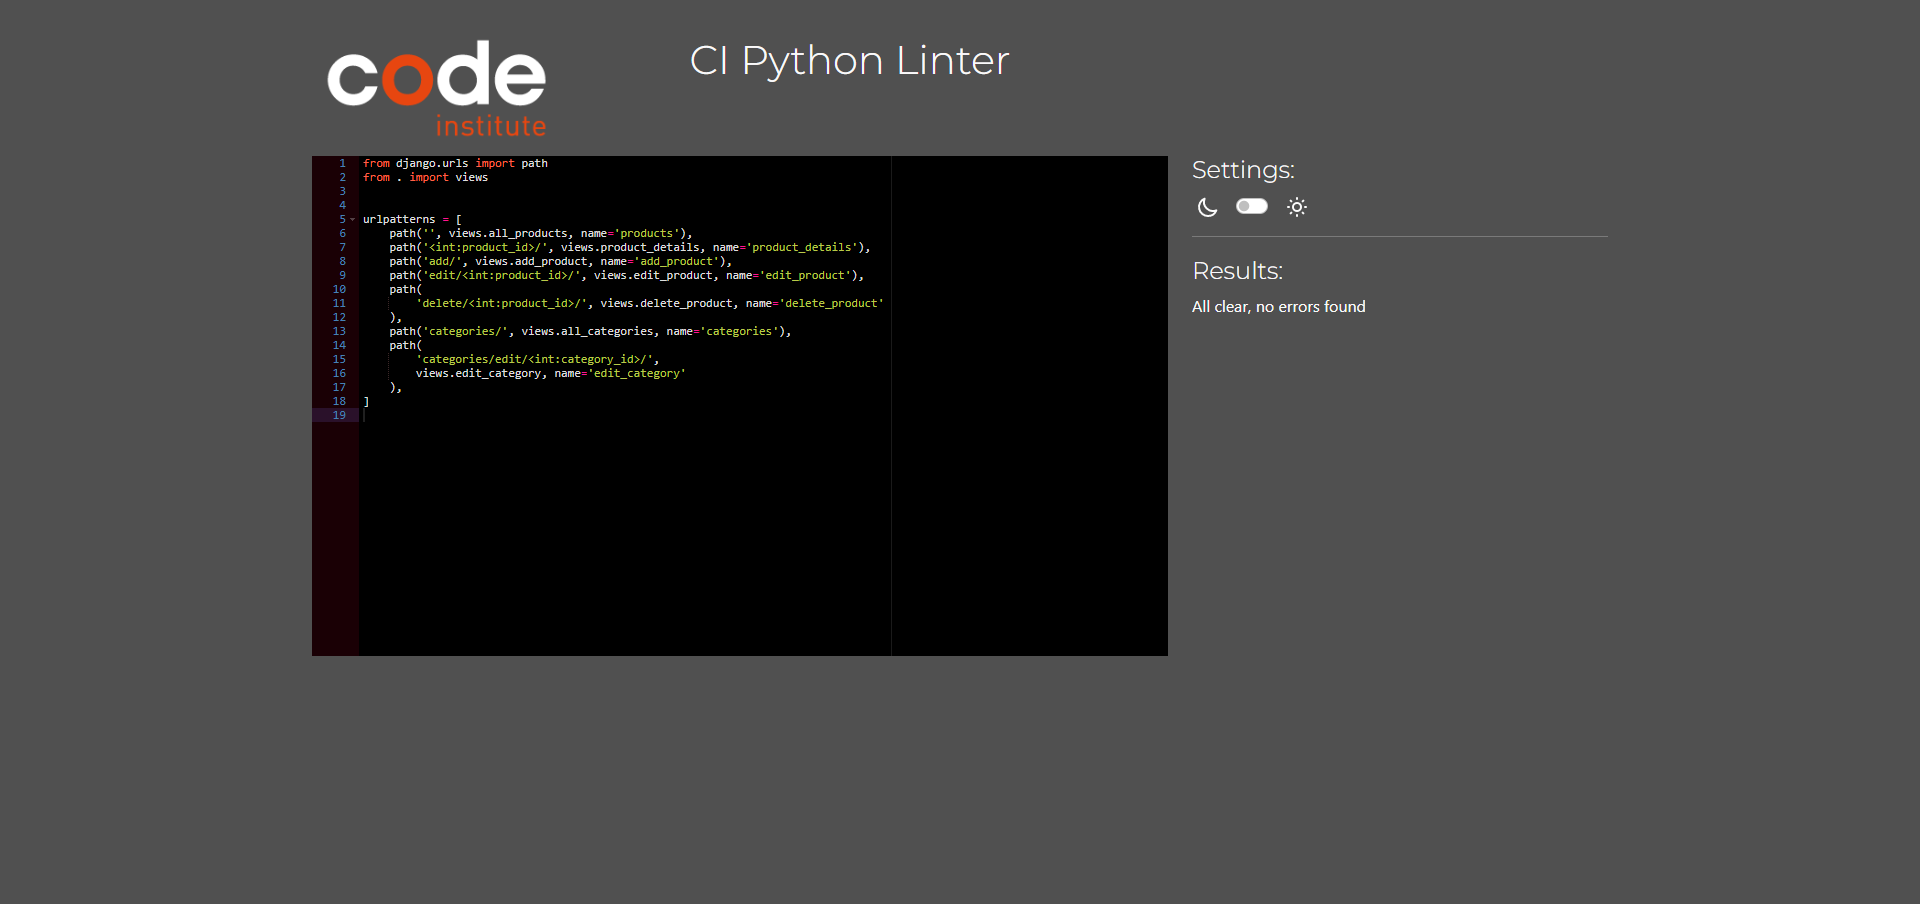 code
institute
CI Python Linter
1 from django.urls import path
2 from . import views
3
4
5 urlpatterns = [
6     path('', views.all_products, name='products'),
7     path('<int:product_id>/', views.product_details, name='product_details'),
8     path('add/', views.add_product, name='add_product'),
9     path('edit/<int:product_id>/', views.edit_product, name='edit_product'),
10     path(
11         'delete/<int:product_id>/', views.delete_product, name='delete_product'
12     ),
13     path('categories/', views.all_categories, name='categories'),
14     path(
15         'categories/edit/<int:category_id>/',
16         views.edit_category, name='edit_category'
17     ),
18 ]
19
Settings:
Results:
All clear, no errors found